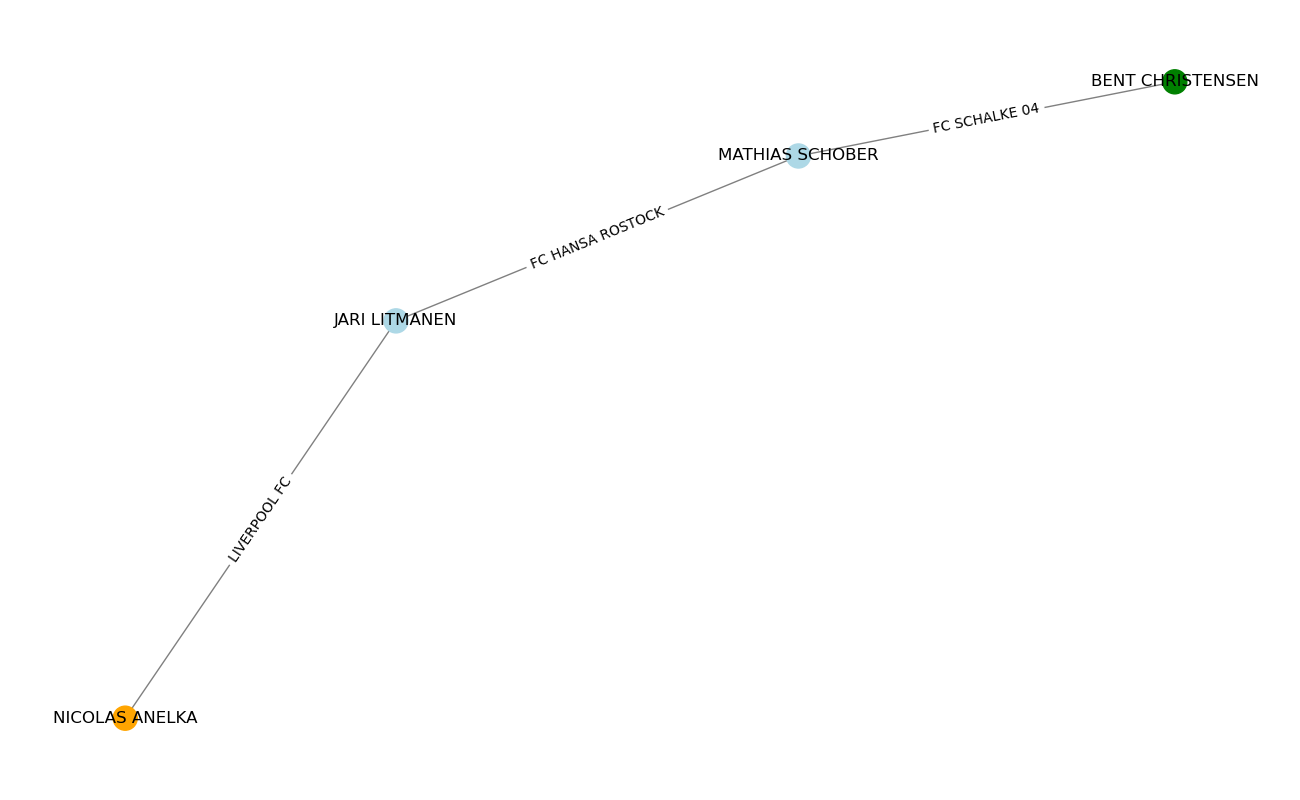 BENT CHRISTENSEN
FC SCHALKE 04
MATHIAS SCHOBER
FC HANSA ROSTOCK
JARI LITMANEN
LIVERPOOL FC
NICOLAS ANELKA